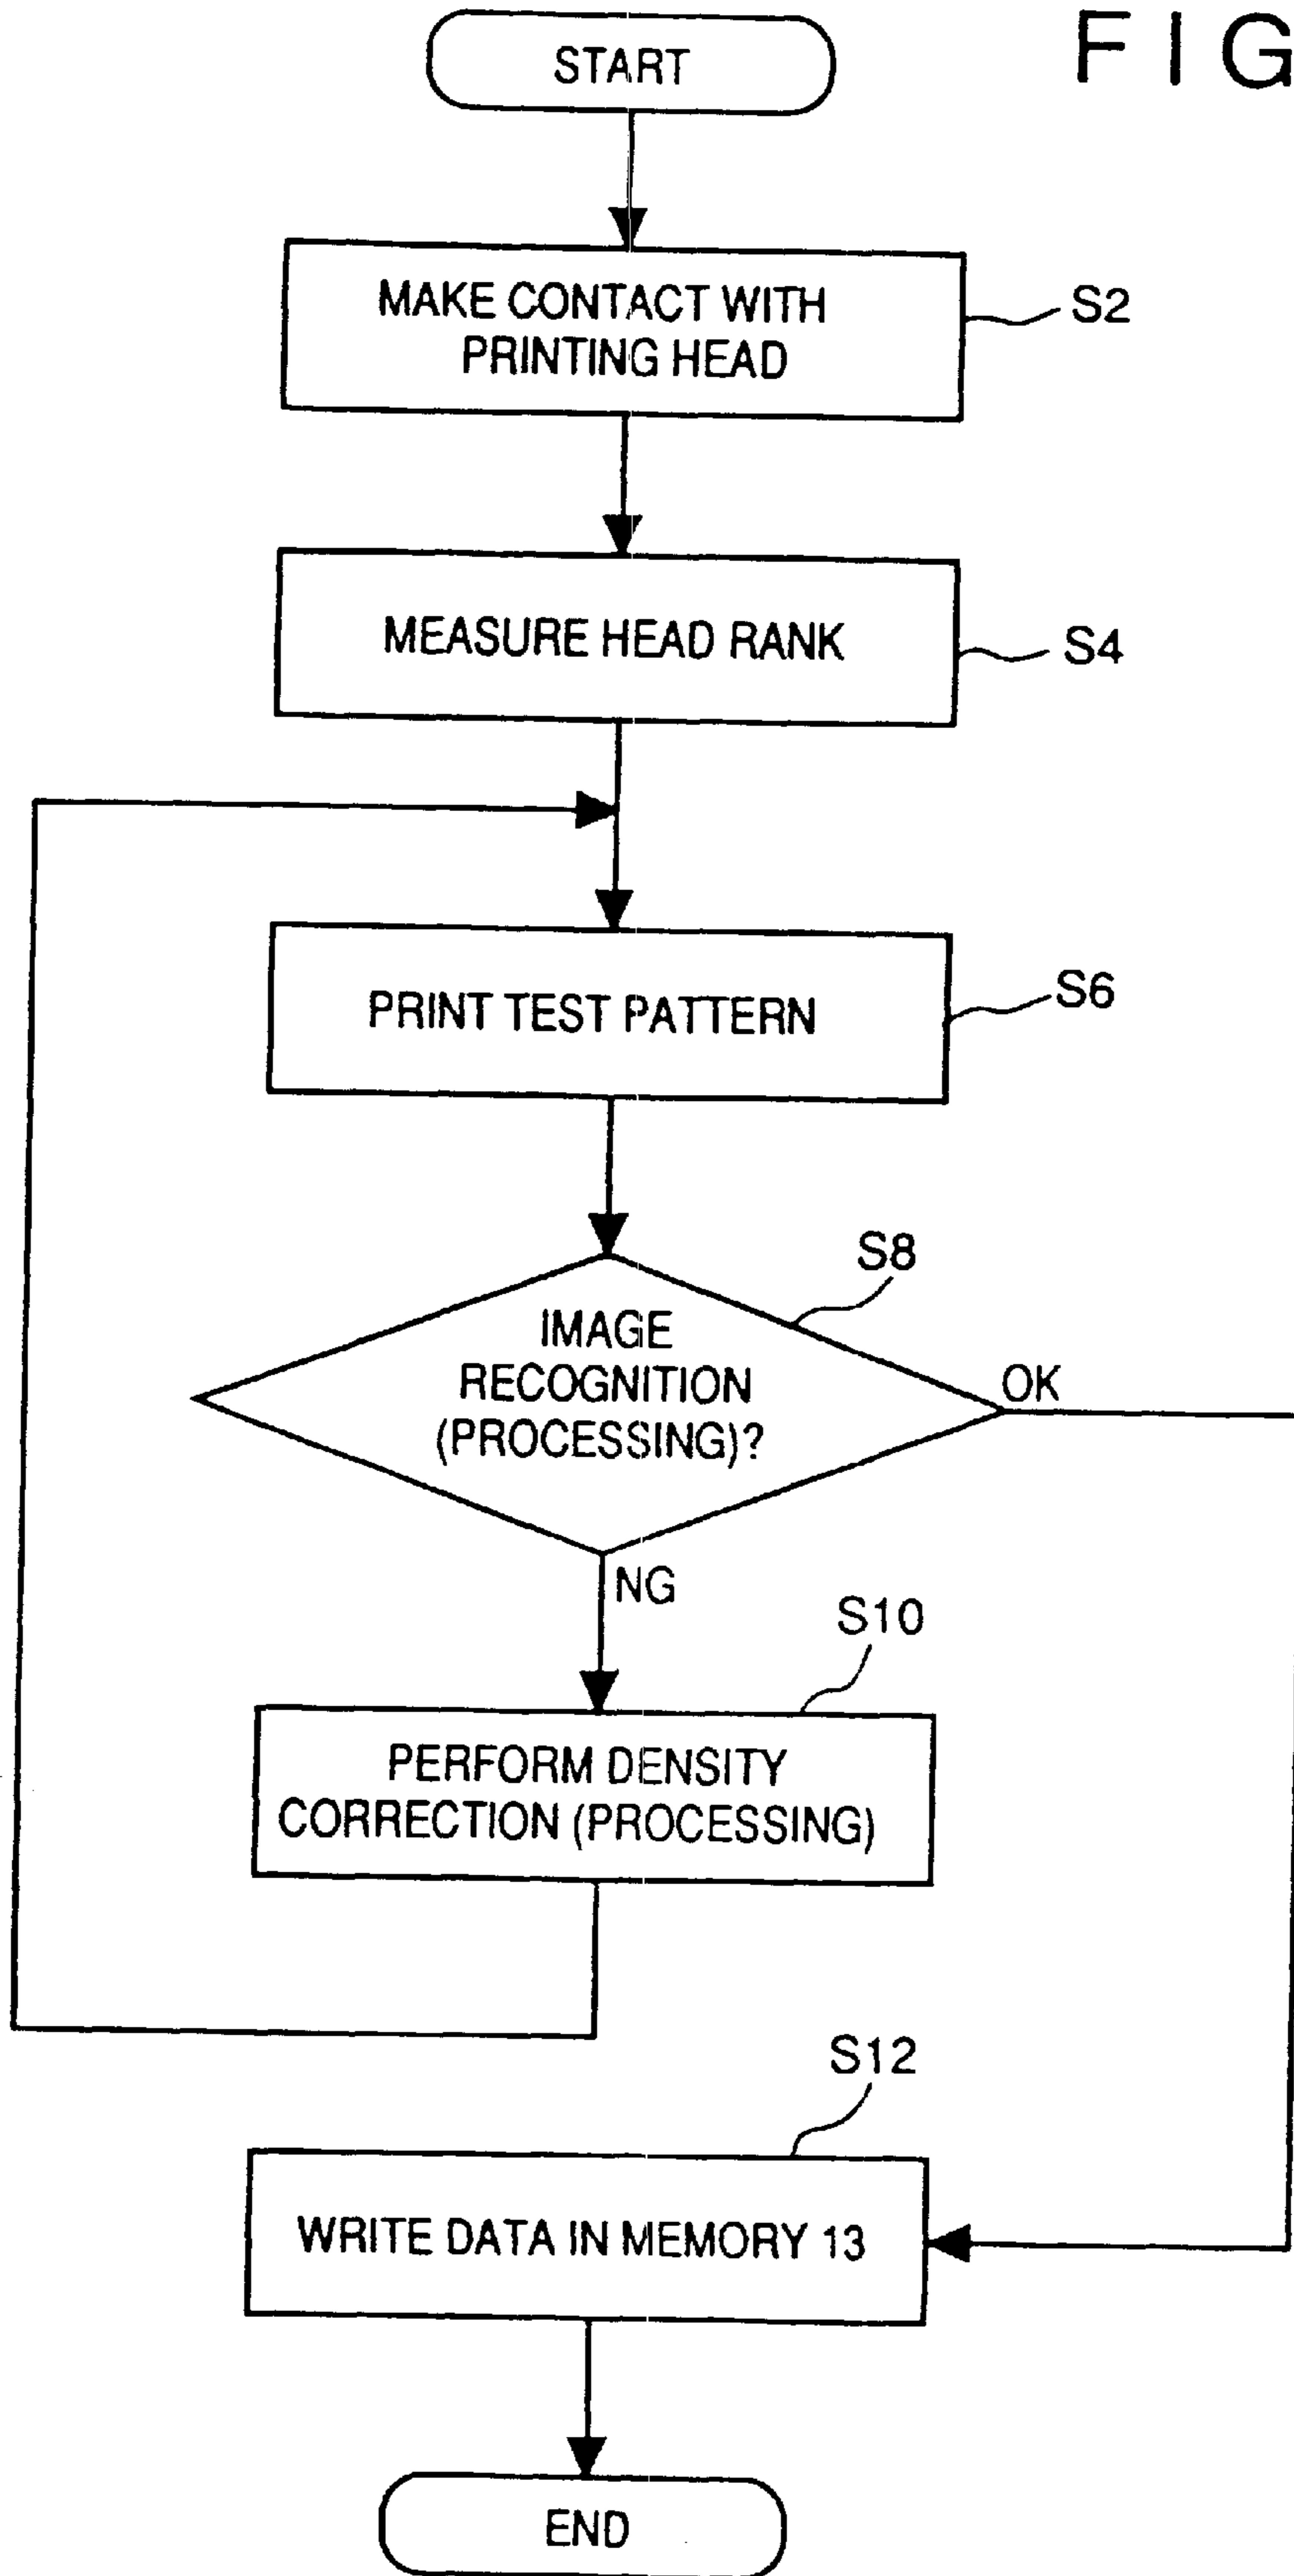 FIG
START
MAKE CONTACT WITH
PRINTING HEAD
S2
MEASURE HEAD RANK
S4
PRINT TEST PATTERN
S6
S8
IMAGE
RECOGNITION
(PROCESSING)?
OK
NG
S10
PERFORM DENSITY
CORRECTION (PROCESSING)
S12
WRITE DATA IN MEMORY 13
END